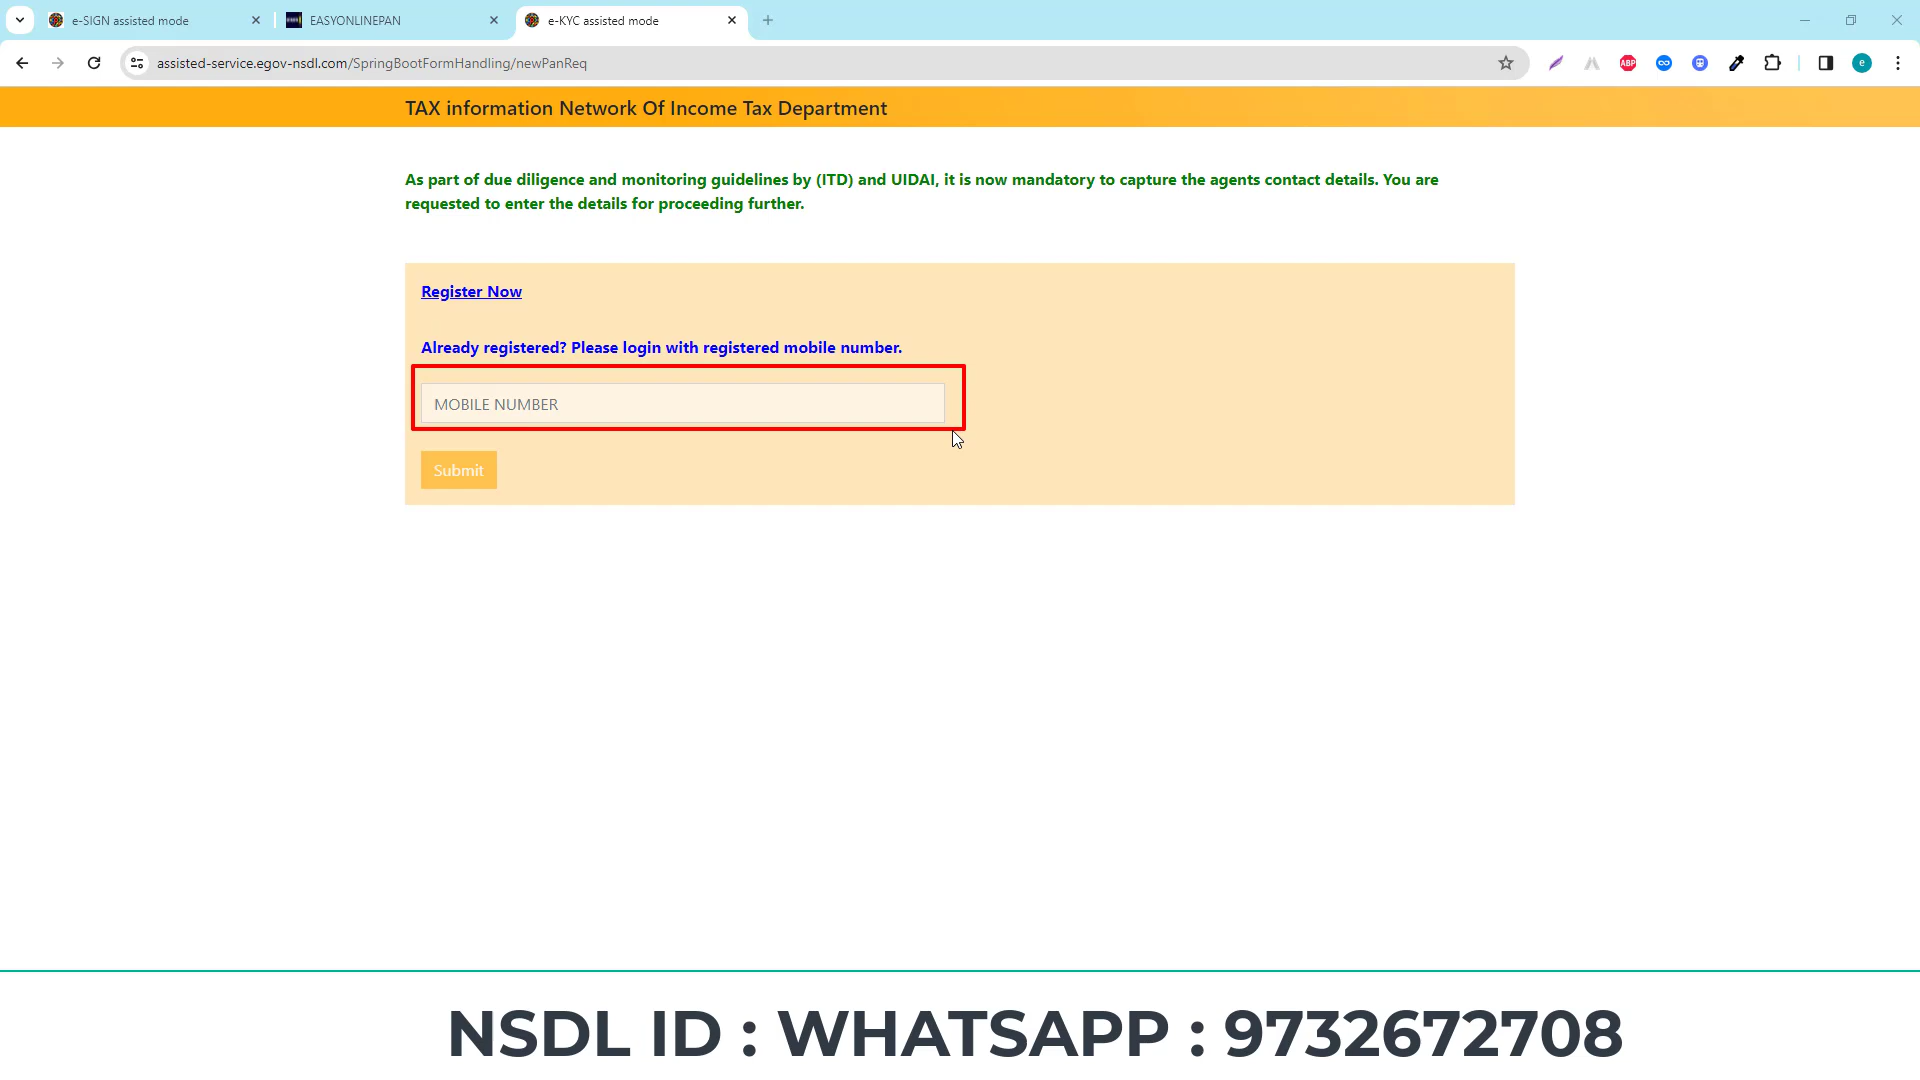 e-SIGN assisted mode
EASYONLINEPAN
e-KYC assisted mode
assisted-service.egov-nsdl.com/SpringBootFormHandling/newPanReq
ABP
e
TAX information Network Of Income Tax Department
As part of due diligence and monitoring guidelines by (ITD) and UIDAI, it is now mandatory to capture the agents contact details. You are
requested to enter the details for proceeding further.
Register Now
Already registered? Please login with registered mobile number.
MOBILE NUMBER
Submit
NSDL ID : WHATSAPP : 9732672708